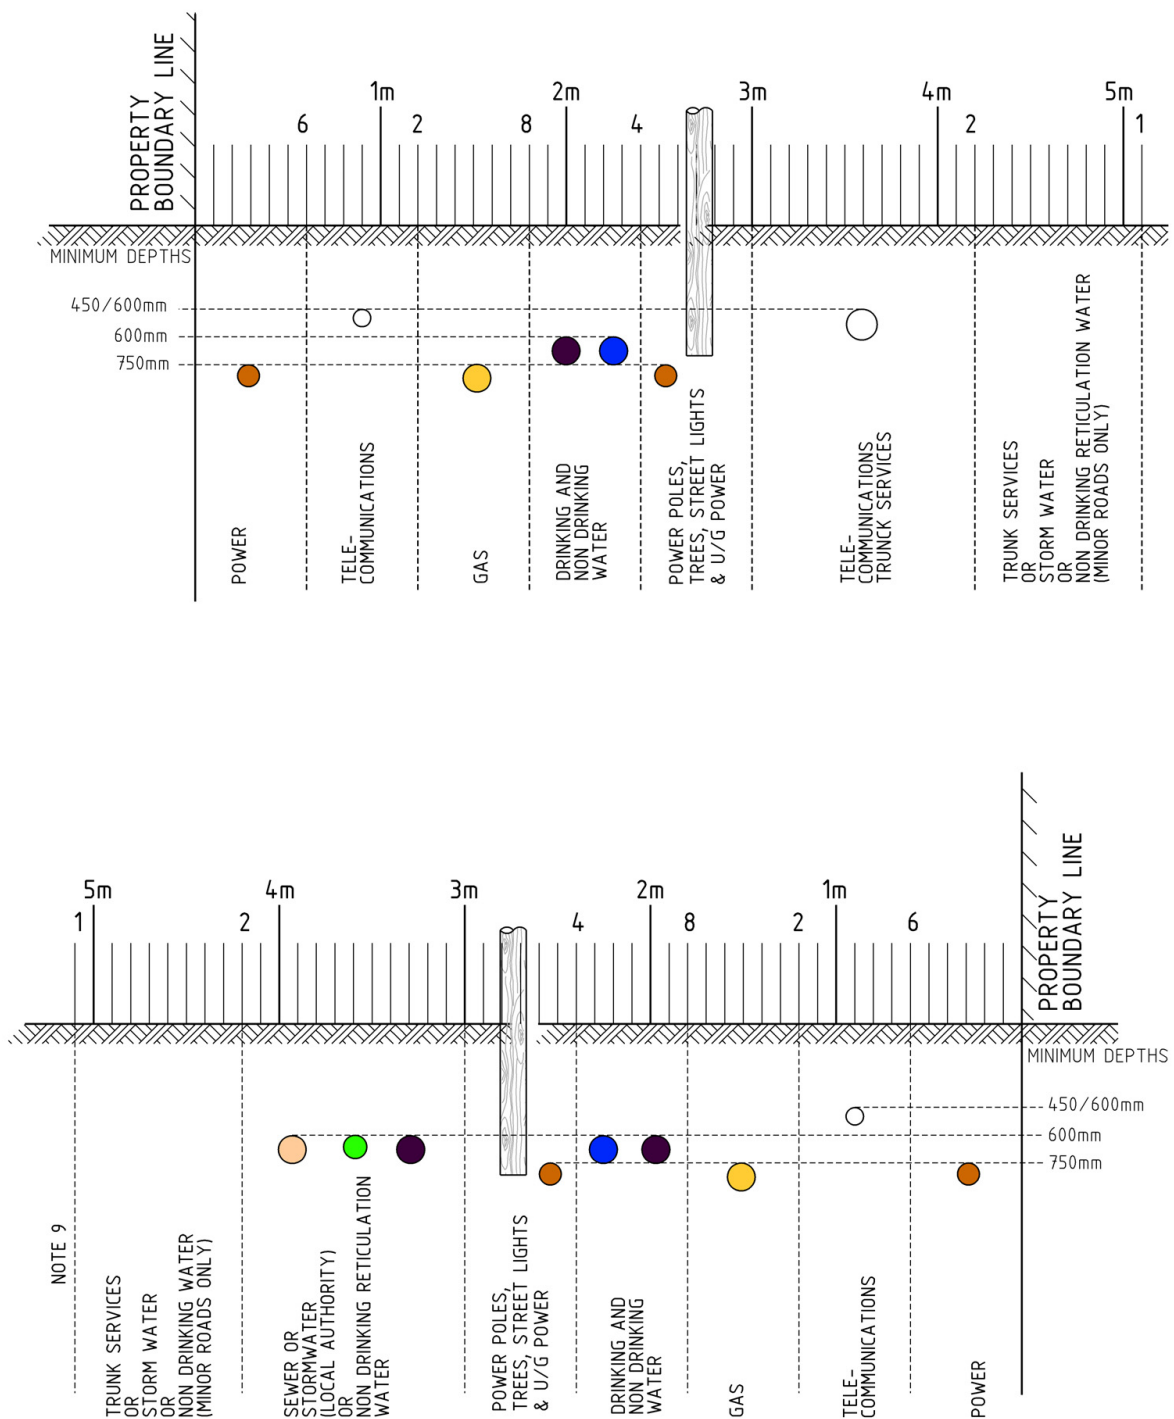 PROPERTY
BOUNDARY LINE
1m
2m
3m
4m
5m
6
2
8
4
2
1
MINIMUM DEPTHS
450/600mm
600mm
750mm
POWER
TELE-
COMMUNICATIONS
GAS
DRINKING AND
NON DRINKING
WATER
POWER POLES,
TREES, STREET LIGHTS
& U/G POWER
TELE-
COMMUNICATIONS
TRUNCK SERVICES
TRUNK SERVICES
OR
STORM WATER
OR
NON DRINKING RETICULATION WATER
(MINOR ROADS ONLY)
5m
4m
3m
2m
1m
1
2
4
8
2
6
PROPERTY
BOUNDARY LINE
MINIMUM DEPTHS
450/600mm
600mm
750mm
NOTE 9
TRUNK SERVICES
OR
STORM WATER
OR
NON DRINKING WATER
(MINOR ROADS ONLY)
SEWER OR
STORMWATER
(LOCAL AUTHORITY)
OR
NON DRINKING RETICULATION
WATER
POWER POLES,
TREES, STREET LIGHTS
& U/G POWER
DRINKING AND
NON DRINKING
WATER
GAS
TELE-
COMMUNICATIONS
POWER